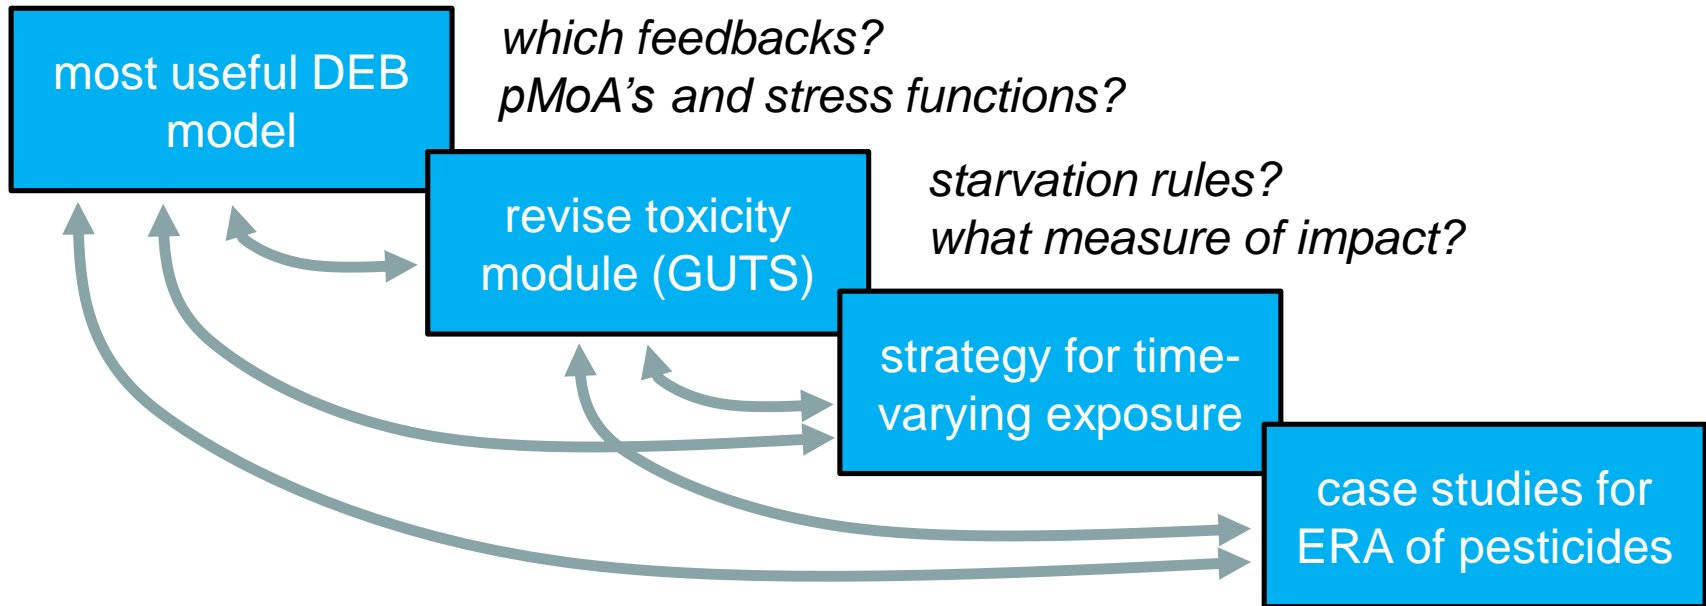 most useful DEB
model
which feedbacks?
pMoA’s and stress functions?
revise toxicity
module (GUTS)
starvation rules?
what measure of impact?
strategy for time-
varying exposure
case studies for
ERA of pesticides